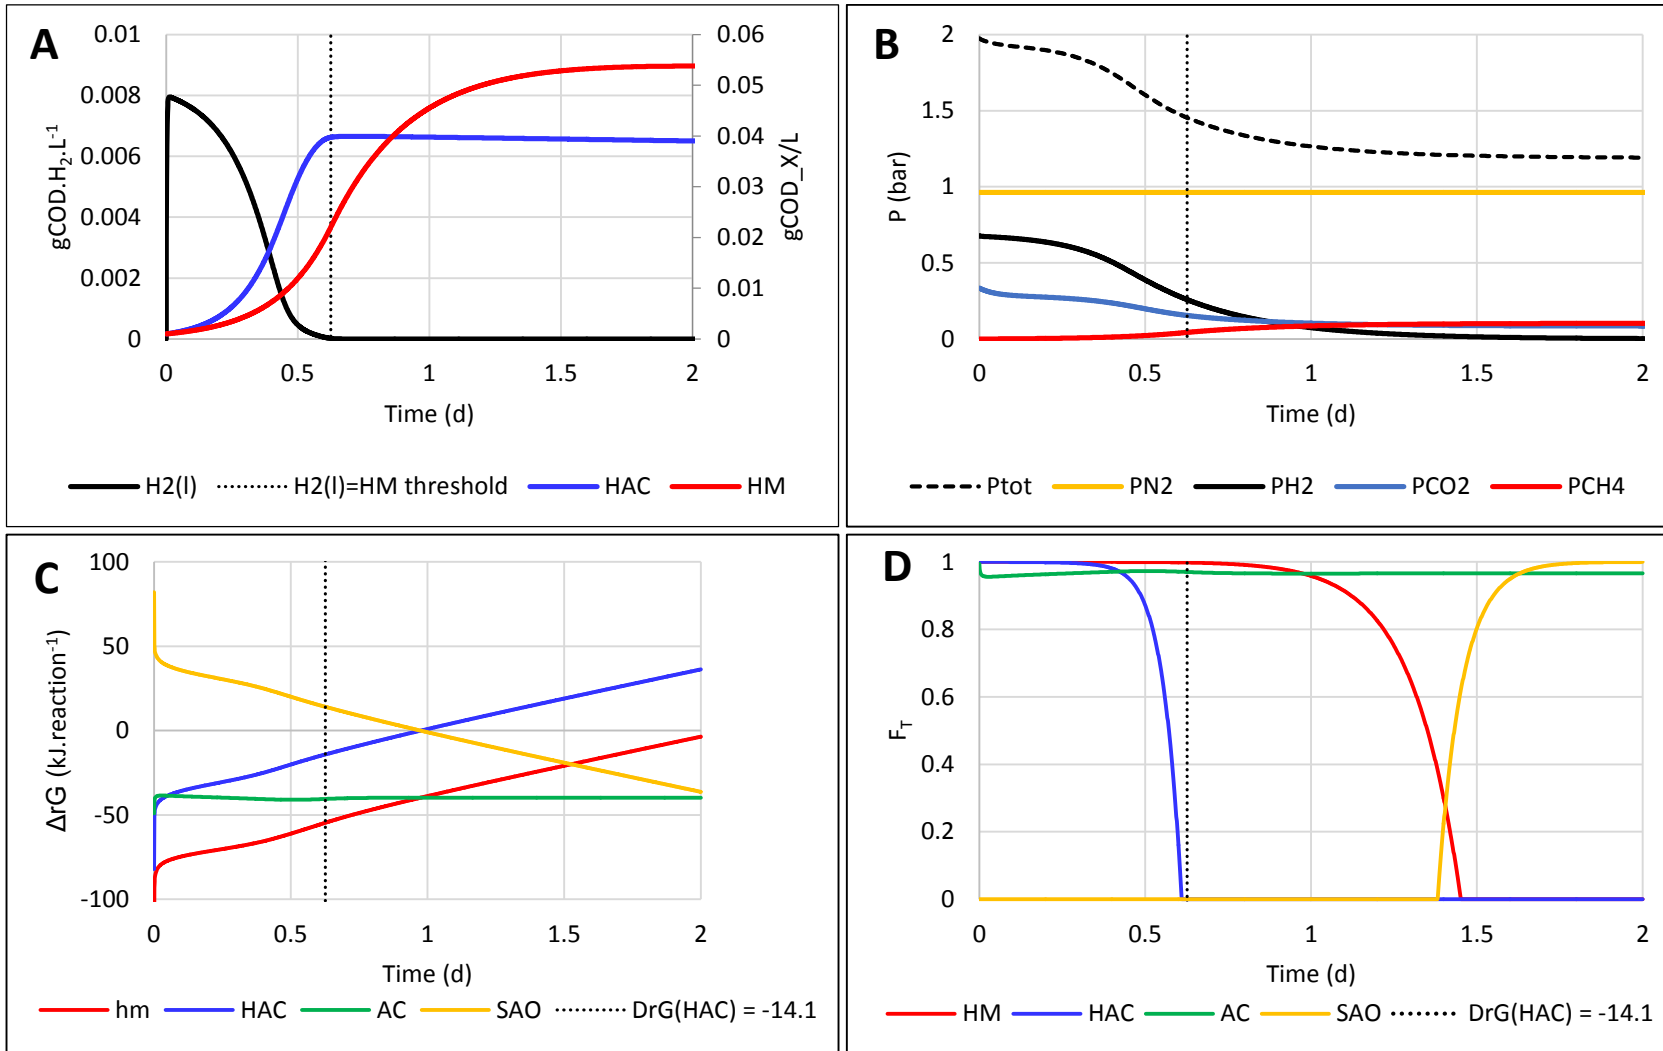 A
0.01
0.008
0.006
0.004
0.002
0
gCOD.H2.L-1
0.06
0.05
0.04
0.03
0.02
0.01
0
gCOD_X/L
0 0.5 1 1.5 2
Time (d)
H2(l) H2(l)=HM threshold HAC HM
B
2
1.5
1
0.5
0
P (bar)
0 0.5 1 1.5 2
Time (d)
Ptot PN2 PH2 PCO2 PCH4
C
100
50
0
-50
-100
ΔrG (kJ.reaction-1)
0 0.5 1 1.5 2
Time (d)
hm HAC AC SAO DrG(HAC) = -14.1
D
1
0.8
0.6
0.4
0.2
0
FT
0 0.5 1 1.5 2
Time (d)
HM HAC AC SAO DrG(HAC) = -14.1